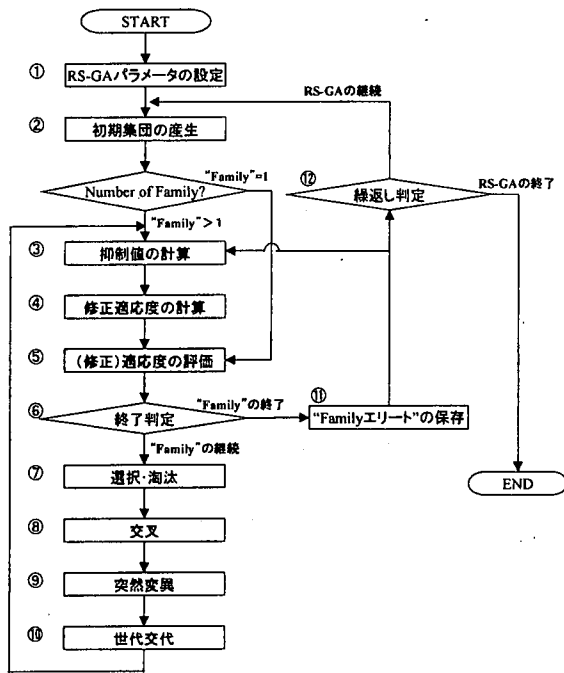 START
① RS-GAパラメータの設定
RS-GAの継続
② 初期集団の産生
"Family"=1
Number of Family?
⑫ 繰返し判定
RS-GAの終了
"Family">1
③ 抑制値の計算
④ 修正適応度の計算
⑤ (修正)適応度の評価
⑥ 終了判定
"Family"の終了
⑪ "Familyエリート"の保存
"Family"の継続
⑦ 選択・淘汰
END
⑧ 交叉
⑨ 突然変異
⑩ 世代交代